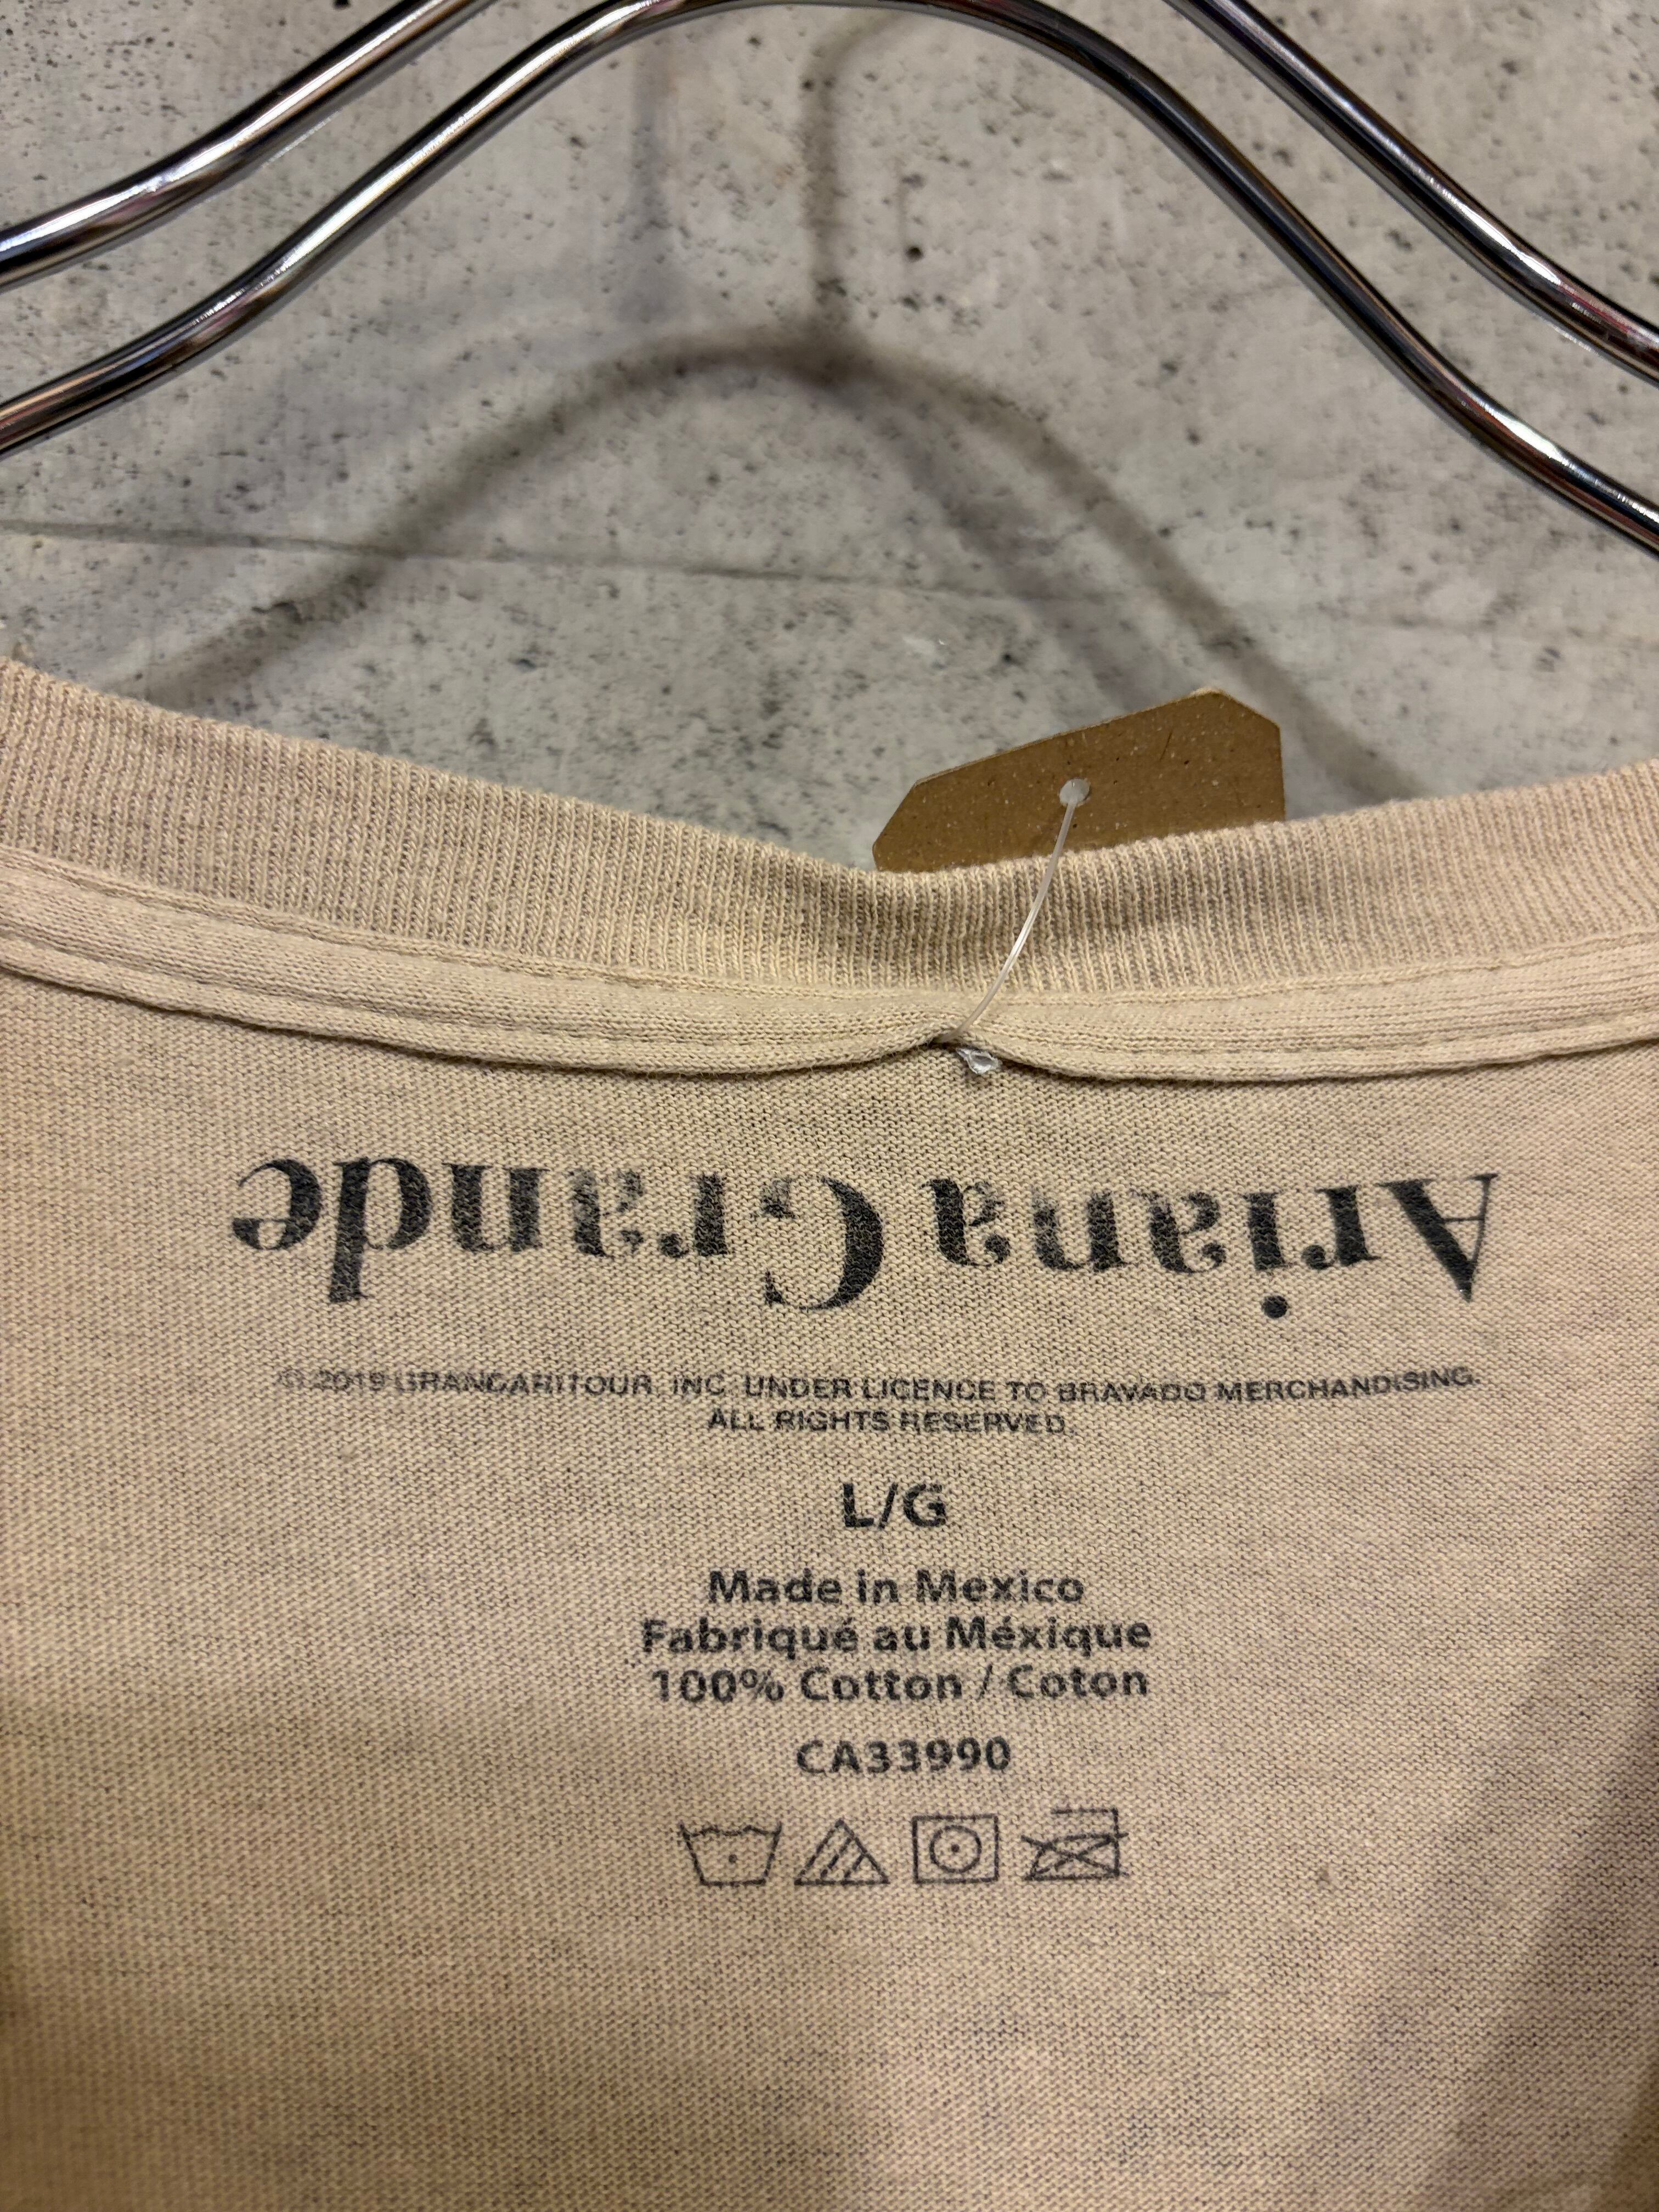 Ariana Grande
© 2019 GRANDARITOUR, INC. UNDER LICENCE TO BRAVADO MERCHANDISING.
ALL RIGHTS RESERVED.
L/G
Made in Mexico
Fabriqué au Méxique
100% Cotton / Coton
CA33990